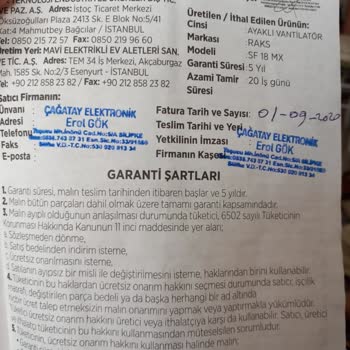 VE PAZ. A.Ş. Adres: İstoç Ticaret Merkezi
Öksüzoğulları Plaza 2413 Sk. E Blok No:5/41
Kat:4 Mahmutbey Bağcılar / İSTANBUL
Tel: 0850 215 72 57 Fax: 0850 219 96 60
Üretim Yeri: MAVİ ELEKTRİKLİ EV ALETLERİ SAN.
VE TİC. A.Ş. Adres: TEM 34 İş Merkezi, Akçaburgaz
Mah. 1585 Sk. No:2/3 Esenyurt - İSTANBUL
Tel: +90 212 858 23 82 / Fax: +90 212 858 23 82
Üretilen / İthal Edilen Ürünün:
Cinsi AYAKLI VANTİLATÖR
Markası RAKS
Modeli SF 18 MX
Garanti Süresi 5 Yıl
Azami Tamir 20 iş günü
Süresi
Satıcı Firmanın:
Ünvanı :
Adresi
Telefonu
Faks
E-posta :
ÇAĞATAY ELEKTRONİK
Erol GÖK
Fatura Tarih ve Sayısı: 01-09-2020
Teslim Tarihi ve Yeri
Yetkilinin İmzası
Firmanın Kaşesi
ÇAĞATAY ELEKTRONİK
Erol GÖK
GARANTİ ŞARTLARI
1. Garanti süresi, malın teslim tarihinden itibaren başlar ve 5 yıldır.
2. Malın bütün parçaları dahil olmak üzere tamamı garanti kapsamındadır.
3. Malın ayıplı olduğunun anlaşılması durumunda tüketici, 6502 sayılı Tüketicinin
Korunması Hakkında Kanunun 11 inci maddesinde yer alan;
a. Sözleşmeden dönme,
b. Satış bedelinden indirim isteme,
c. Ücretsiz onarılmasını isteme,
ç. Satılanın ayıpsız bir misli ile değiştirilmesini isteme, haklarından birini kullanabilir.
4. Tüketicinin bu haklardan ücretsiz onarım hakkını seçmesi durumunda satıcı, işçilik
masrafı, değiştirilen parça bedeli ya da başka herhangi bir ad altında
ücret talep etmeksizin malın onarımını yapmak veya yaptırmakla yükümlüdür.
Tüketici ücretsiz onarım hakkını üretici veya ithalatçıya karşı da kullanabilir. Satıcı, üretici
ve ithalatçı tüketicinin bu hakkını kullanmasından müteselsilen sorumludur.
5. Tüketicinin, ücretsiz onarım hakkını kullanması halinde malın;